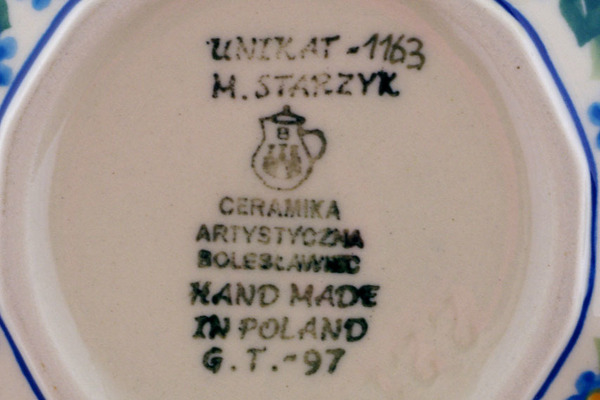 UNIKAT-1163
M. STARZYK
B
CERAMIKA
ARTYSTYCZNA
BOLESŁAWIEC
HAND MADE
IN POLAND
G.T.-97